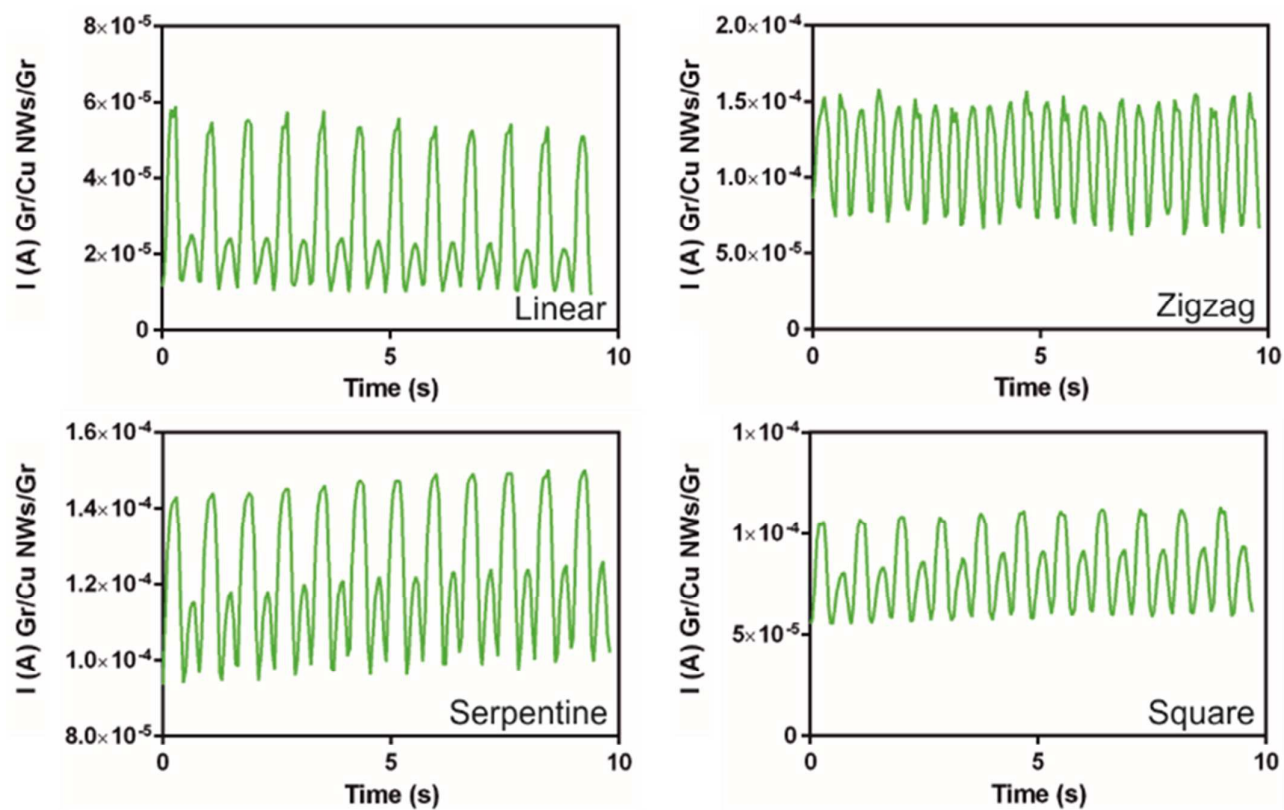 8×10⁻⁵
6×10⁻⁵
4×10⁻⁵
2×10⁻⁵
0
I (A) Gr/Cu NWs/Gr
Linear
0 5 10
Time (s)
2.0×10⁻⁴
1.5×10⁻⁴
1.0×10⁻⁴
5.0×10⁻⁵
0
I (A) Gr/Cu NWs/Gr
Zigzag
0 5 10
Time (s)
1.6×10⁻⁴
1.4×10⁻⁴
1.2×10⁻⁴
1.0×10⁻⁴
8.0×10⁻⁵
I (A) Gr/Cu NWs/Gr
Serpentine
0 5 10
Time (s)
1×10⁻⁴
1×10⁻⁴
5×10⁻⁵
0
I (A) Gr/Cu NWs/Gr
Square
0 5 10
Time (s)